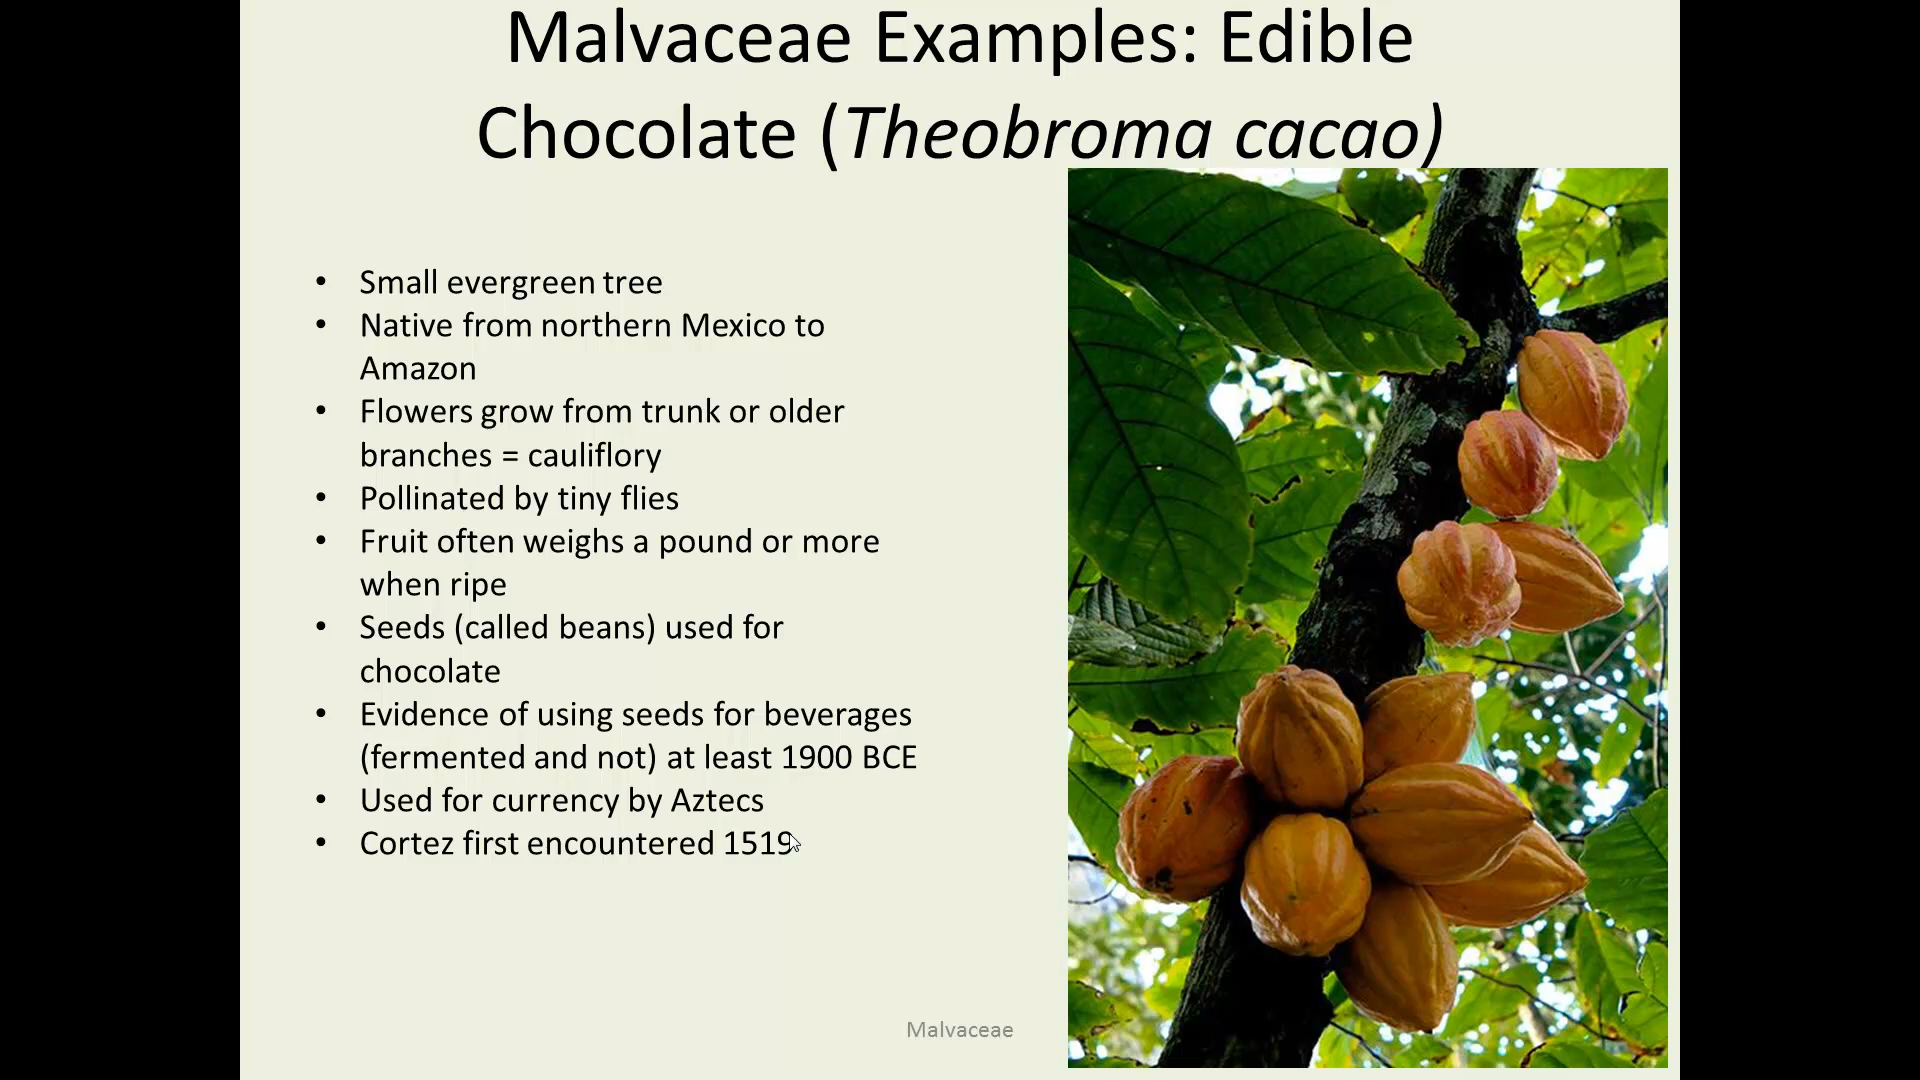 Malvaceae Examples: Edible
Chocolate (Theobroma cacao)
• Small evergreen tree
• Native from northern Mexico to
Amazon
• Flowers grow from trunk or older
branches = cauliflory
• Pollinated by tiny flies
• Fruit often weighs a pound or more
when ripe
• Seeds (called beans) used for
chocolate
• Evidence of using seeds for beverages
(fermented and not) at least 1900 BCE
• Used for currency by Aztecs
• Cortez first encountered 1519
Malvaceae